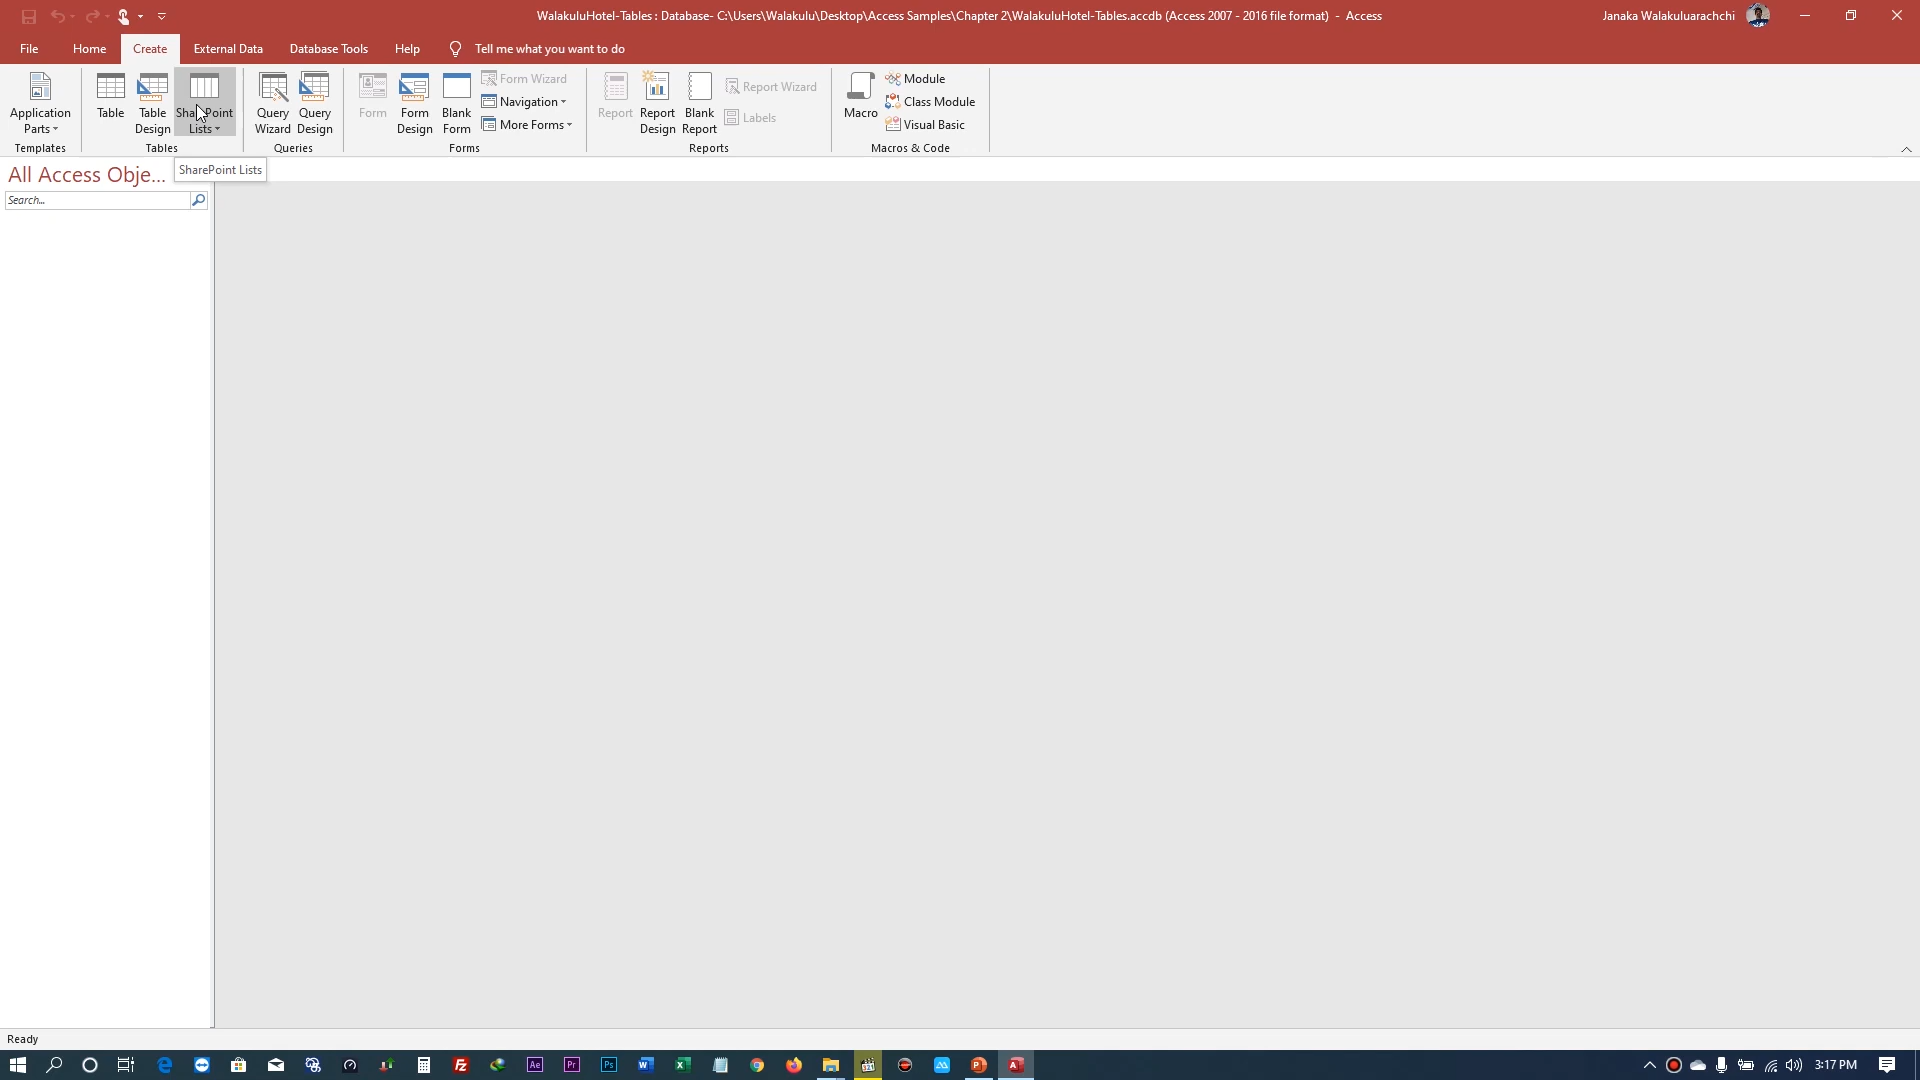 WalakuluHotel-Tables : Database- C:\Users\Walakulu\Desktop\Access Samples\Chapter 2\WalakuluHotel-Tables.accdb (Access 2007 - 2016 file format) - Access
Janaka Walakuluarachchi
File Home Create External Data Database Tools Help Tell me what you want to do
Application Parts
Table
Table Design
SharePoint Lists
Query Wizard
Query Design
Form
Form Design
Blank Form
Form Wizard
Navigation
More Forms
Report
Report Design
Blank Report
Report Wizard
Labels
Macro
Module
Class Module
Visual Basic
Templates Tables Queries Forms Reports Macros & Code
All Access Obje...
SharePoint Lists
Search...
Ready
Ae Pr Ps
3:17 PM